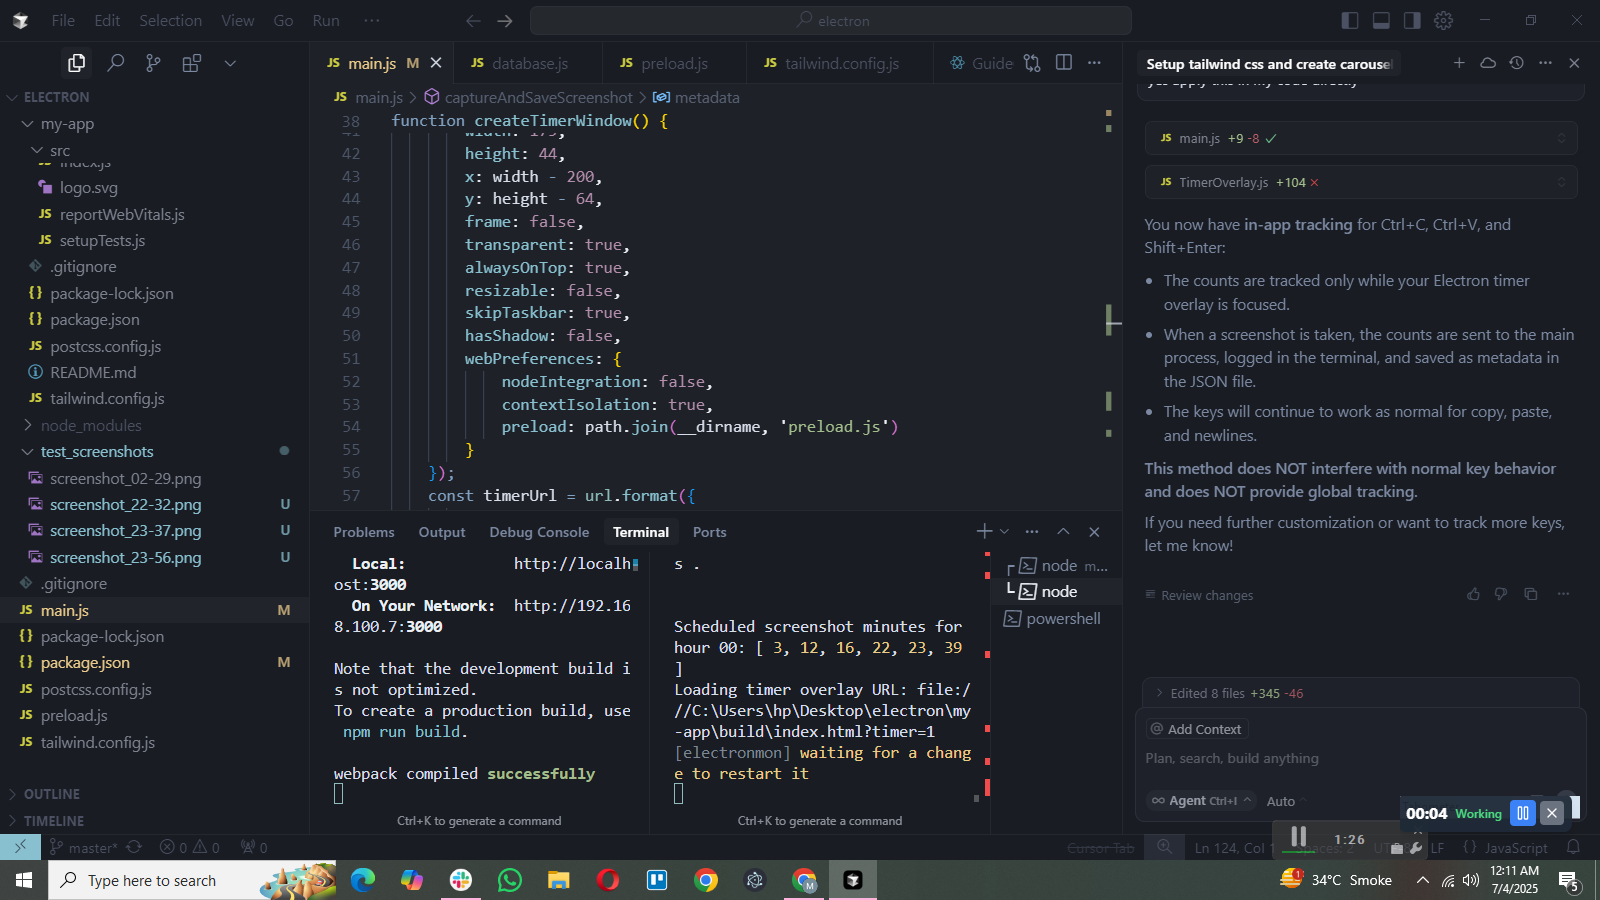 File Edit Selection View Go Run ···
electron
ELECTRON
my-app
src
index.js
logo.svg
reportWebVitals.js
setupTests.js
.gitignore
package-lock.json
package.json
postcss.config.js
README.md
tailwind.config.js
node_modules
test_screenshots
screenshot_02-29.png
screenshot_22-32.png U
screenshot_23-37.png U
screenshot_23-56.png U
.gitignore
main.js M
package-lock.json
package.json M
postcss.config.js
preload.js
tailwind.config.js
OUTLINE
TIMELINE
JS main.js M JS database.js JS preload.js JS tailwind.config.js Guide
JS main.js > captureAndSaveScreenshot > metadata
38 function createTimerWindow() {
41 width: 175,
42 height: 44,
43 x: width - 200,
44 y: height - 64,
45 frame: false,
46 transparent: true,
47 alwaysOnTop: true,
48 resizable: false,
49 skipTaskbar: true,
50 hasShadow: false,
51 webPreferences: {
52 nodeIntegration: false,
53 contextIsolation: true,
54 preload: path.join(__dirname, 'preload.js')
55 }
56 });
57 const timerUrl = url.format({
Problems Output Debug Console Terminal Ports
Local: http://localh
ost:3000
On Your Network: http://192.16
8.100.7:3000
Note that the development build i
s not optimized.
To create a production build, use
npm run build.
webpack compiled successfully
Ctrl+K to generate a command
s .
Scheduled screenshot minutes for
hour 00: [ 3, 12, 16, 22, 23, 39
]
Loading timer overlay URL: file:/
//C:\Users\hp\Desktop\electron\my
-app\build\index.html?timer=1
[electronmon] waiting for a chang
e to restart it
Ctrl+K to generate a command
node m...
node
powershell
Setup tailwind css and create carousel
yes apply this in my code directly
JS main.js +9 -8
JS TimerOverlay.js +104
You now have in-app tracking for Ctrl+C, Ctrl+V, and
Shift+Enter:
• The counts are tracked only while your Electron timer
overlay is focused.
• When a screenshot is taken, the counts are sent to the main
process, logged in the terminal, and saved as metadata in
the JSON file.
• The keys will continue to work as normal for copy, paste,
and newlines.
This method does NOT interfere with normal key behavior
and does NOT provide global tracking.
If you need further customization or want to track more keys,
let me know!
Review changes
Edited 8 files +345 -46
@ Add Context
Plan, search, build anything
Agent Ctrl+I Auto
00:04 Working
1:26
master* 0 0 0 Cursor Tab Ln 124, Col 1 Spaces: 2 LF {} JavaScript
Type here to search
34°C Smoke
12:11 AM
7/4/2025
5